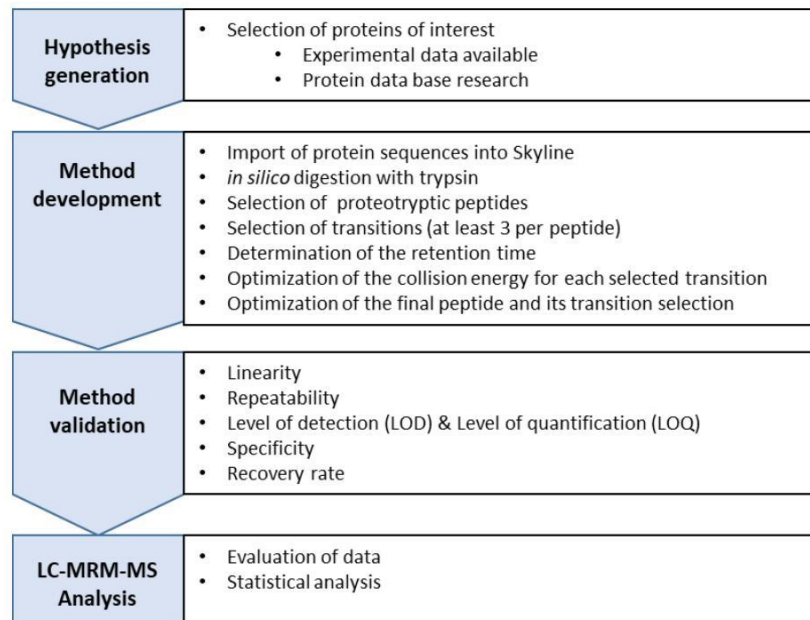 Hypothesis
generation
• Selection of proteins of interest
• Experimental data available
• Protein data base research
Method
development
• Import of protein sequences into Skyline
• in silico digestion with trypsin
• Selection of  proteotryptic peptides
• Selection of transitions (at least 3 per peptide)
• Determination of the retention time
• Optimization of the collision energy for each selected transition
• Optimization of the final peptide and its transition selection
Method
validation
• Linearity
• Repeatability
• Level of detection (LOD) & Level of quantification (LOQ)
• Specificity
• Recovery rate
LC-MRM-MS
Analysis
• Evaluation of data
• Statistical analysis